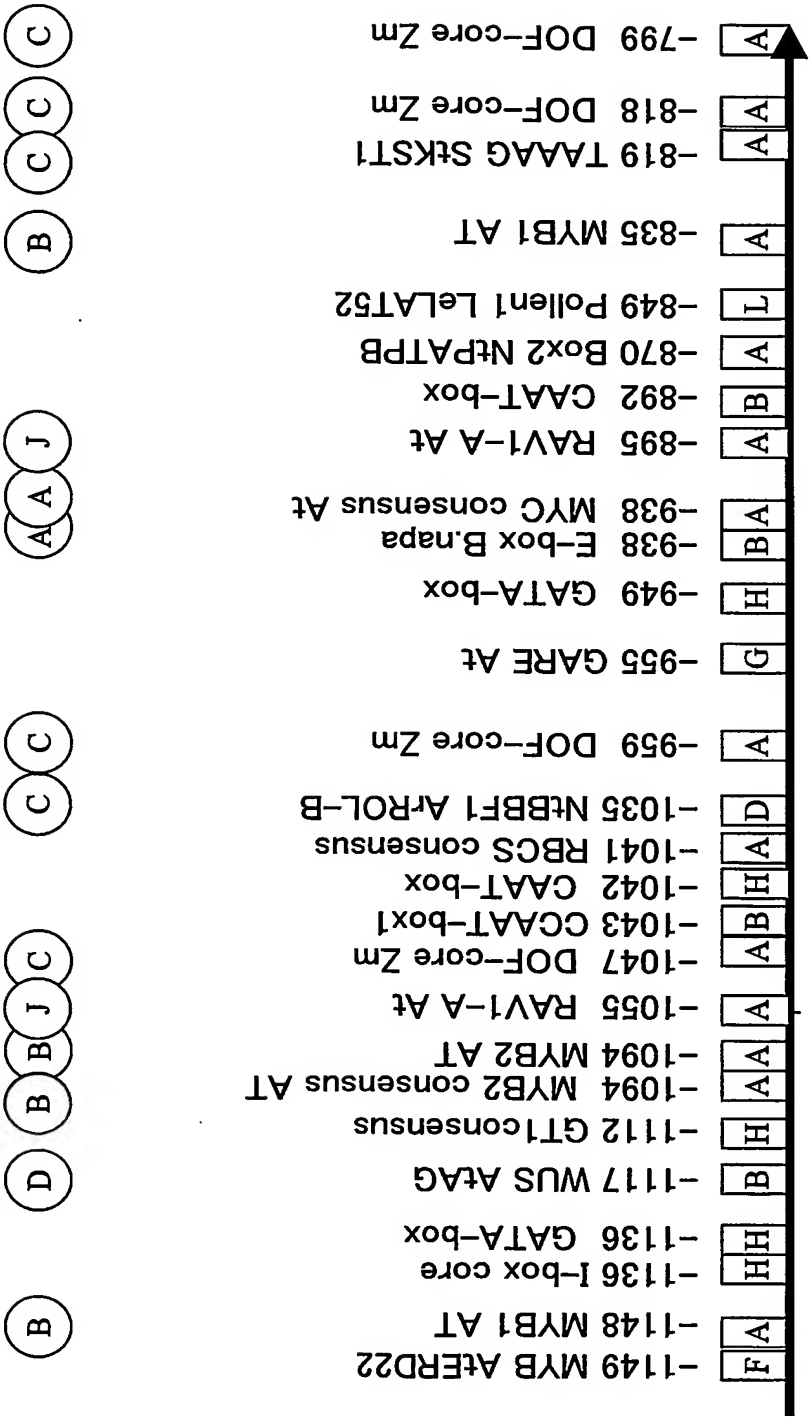 F -1149 MYB AtERD22
A -1148 MYB1 AT B
H -1136 I-box core
H -1136 GATA-box
B -1117 WUS AtAG D
H -1112 GT1consensus
A -1094 MYB2 consensus AT B
A -1094 MYB2 AT B
A -1055 RAV1-A At J
A -1047 DOF-core Zm C
B -1043 CCAAT-box1
H -1042 CAAT-box
A -1041 RBCS consensus
D -1035 NtBBF1 ArROL-B C
A -959 DOF-core Zm C
G -955 GARE At
H -949 GATA-box
B -938 E-box B.napa A
A -938 MYC consensus At A
A -895 RAV1-A At J
B -892 CAAT-box
A -870 Box2 NtPATPB
L -849 Pollen1 LeLAT52
A -835 MYB1 AT B
A -819 TAAAG StKST1 C
A -818 DOF-core Zm C
A -799 DOF-core Zm C